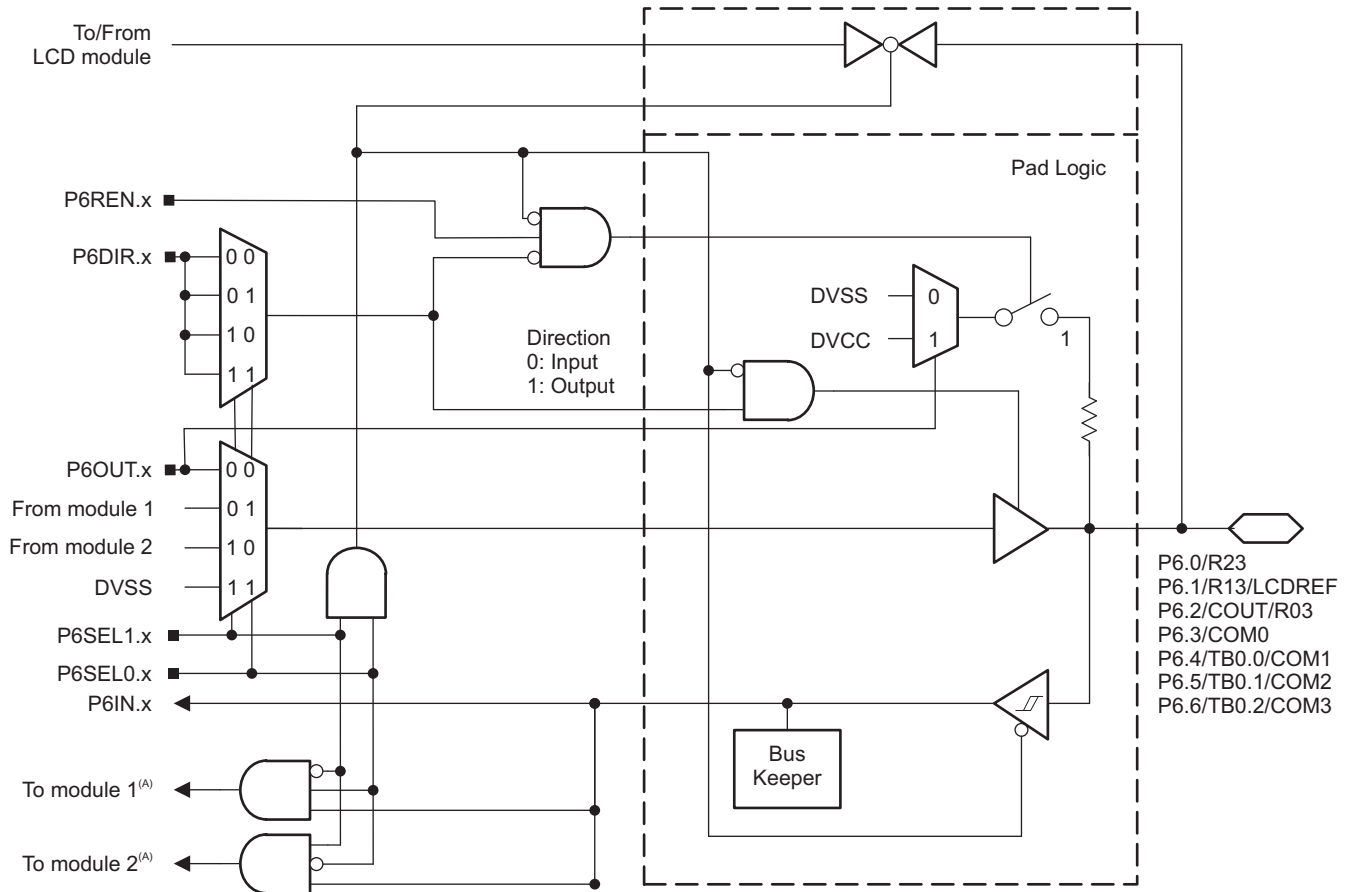 To/From
LCD module
Pad Logic
P6REN.x
P6DIR.x
0 0
0 1
1 0
1 1
Direction
0: Input
1: Output
DVSS
DVCC
0
1
1
P6OUT.x
From module 1
From module 2
DVSS
0 0
0 1
1 0
1 1
P6SEL1.x
P6SEL0.x
P6IN.x
P6.0/R23
P6.1/R13/LCDREF
P6.2/COUT/R03
P6.3/COM0
P6.4/TB0.0/COM1
P6.5/TB0.1/COM2
P6.6/TB0.2/COM3
Bus
Keeper
To module 1(A)
To module 2(A)